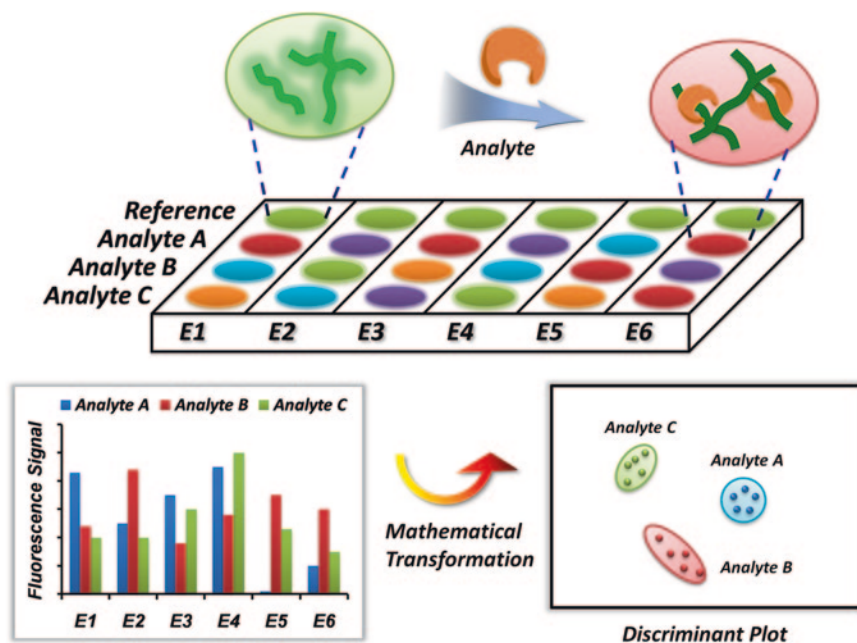 Analyte
Reference
Analyte A
Analyte B
Analyte C
E1 E2 E3 E4 E5 E6
Analyte A Analyte B Analyte C
Fluorescence Signal
E1 E2 E3 E4 E5 E6
Mathematical
Transformation
Analyte C
Analyte A
Analyte B
Discriminant Plot